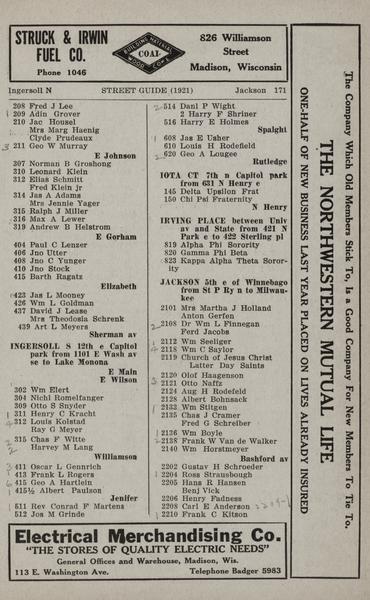 STRUCK & IRWIN
FUEL CO.
Phone 1046
BUILDING MATERIAL
COAL
WOOD COKE
826 Williamson
Street
Madison, Wisconsin
Ingersoll N STREET GUIDE (1921) Jackson 171
208 Fred J Lee
209 Adin Grover
210 Jac Housel
Mrs Marg Haenig
Clyde Prudeaux
211 Geo W Murray
E Johnson
307 Norman B Groshong
310 Leonard Klein
312 Elias Schmitt
Fred Klein jr
314 Jas A Adams
Mrs Jennie Yager
315 Ralph J Miller
316 Max A Lewer
319 Andrew B Helstrom
E Gorham
404 Paul C Lenzer
406 Jno Utter
408 Jno C Yunger
410 Jno Stock
415 Barth Ragatz
Elizabeth
423 Jas L Mooney
426 Wm L Goldman
437 David J Lease
Mrs Theodosia Schrenk
439 Art L Meyers
Sherman av
INGERSOLL S 12th e Capitol
park from 1101 E Wash av
se to Lake Monona
E Main
E Wilson
302 Wm Elert
304 Nichl Romelfanger
309 Otto S Snyder
311 Henry C Kracht
312 Louis Kolstad
Ray G Meyer
315 Chas F Witte
Harvey M Lang
Williamson
411 Oscar L Gennrich
413 Frank L Rogers
415 Geo A Hartlein
415½ Albert Paulson
Jenifer
511 Rev Conrad F Martens
512 Jos M Grinde
514 Danl P Wight
2 Harry F Shriner
516 Harry E Holmes
Spaight
608 Jas E Usher
610 Louis H Rodefield
620 Geo A Lougee
Rutledge
IOTA CT 7th n Capitol park
from 631 N Henry e
145 Delta Upsilon Frat
150 Chi Psi Fraternity
N Henry
IRVING PLACE between Univ
av and State from 421 N
Park e to 422 Sterling pl
819 Alpha Phi Sorority
820 Gamma Phi Beta
823 Kappa Alpha Theta Soror-
ity
JACKSON 5th e of Winnebago
from St P Ry n to Milwau-
kee
2101 Mrs Martha J Holland
Anton Gerfen
2108 Dr Wm L Finnegan
Ferd Jacobs
2112 Wm Seeliger
2118 Wm C Saylor
2119 Church of Jesus Christ
Latter Day Saints
2120 Olof Haagenson
2121 Otto Naffz
2124 Aug H Rodefeld
2128 Albert Bohnsack
2132 Wm Stitgen
2135 Chas J Cramer
Fred G Schreiber
2136 Wm Boyle
2138 Frank W Van de Walker
2140 Wm Horstmeyer
Bashford av
2202 Gustav H Schroeder
2204 Ross Strausbough
2205 Hans R Hansen
Benj Vick
2206 Henry Fadness
2208 Carl E Anderson
2210 Frank C Kitson
The Company Which Old Members Stick To, Is a Good Company For New Members To Tie To.
THE NORTHWESTERN MUTUAL LIFE
ONE-HALF OF NEW BUSINESS LAST YEAR PLACED ON LIVES ALREADY INSURED
Electrical Merchandising Co.
"THE STORES OF QUALITY ELECTRIC NEEDS"
General Offices and Warehouse, Madison, Wis.
113 E. Washington Ave. Telephone Badger 5983